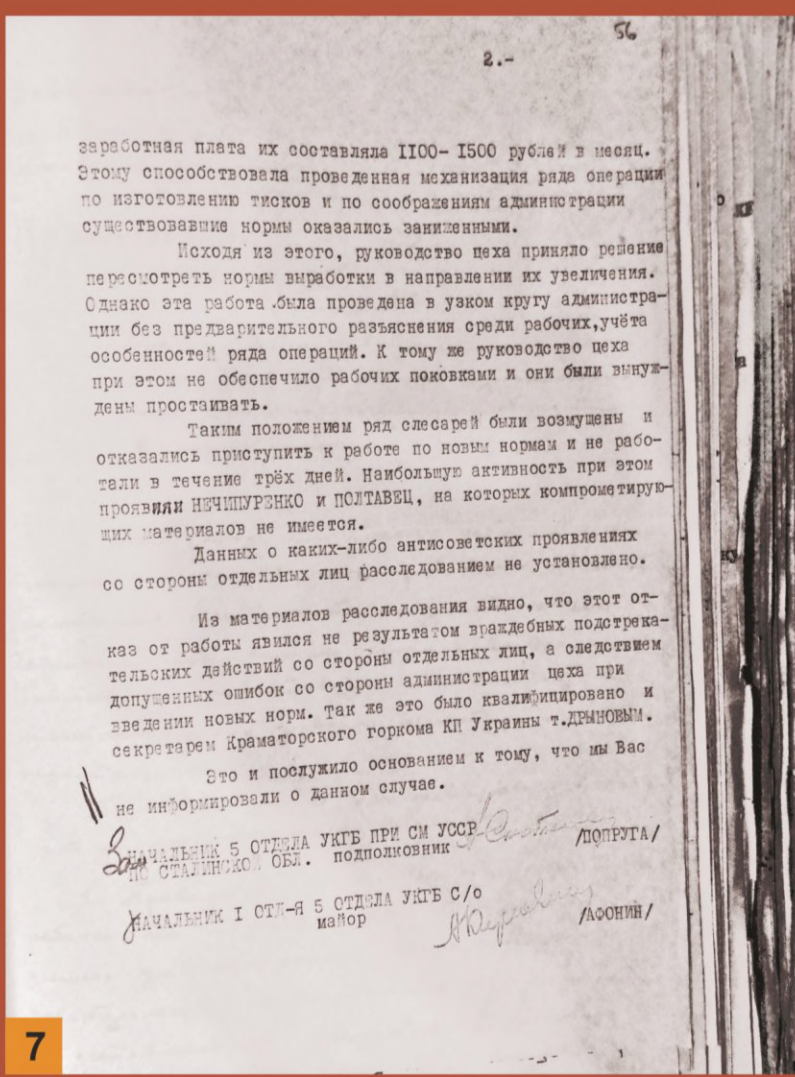 56
2.-
заработная плата их составляла II00- I500 рублей в месяц.
Этому способствовала проведенная механизация ряда операции
по изготовлению тисков и по соображениям администрации
существовавшие нормы оказались заниженными.
Исходя из этого, руководство цеха приняло решение
пересмотреть нормы выработки в направлении их увеличения.
Однако эта работа .была проведена в узком кругу администра-
ции без предварительного разъяснения среди рабочих,учёта
особенностей ряда операций. К тому же руководство цеха
при этом не обеспечило рабочих поковками и они были вынуж-
дены простаивать.
Таким положением ряд слесарей были возмущены и
отказались приступить к работе по новым нормам и не рабо-
тали в течение трёх дней. Наибольшую активность при этом
проявили НЕЧИПУРЕНКО и ПОЛТАВЕЦ, на которых компрометирую-
щих материалов не имеется.
Данных о каких-либо антисоветских проявлениях
со стороны отдельных лиц расследованием не установлено.
Из материалов расследования видно, что этот от-
каз от работы явился не результатом враждебных подстрека-
тельских действий со стороны отдельных лиц, а следствием
допущенных ошибок со стороны администрации цеха при
введении новых норм. Так же это было квалифицировано и
секретарем Краматорского горкома КП Украины т.ДРЫНОВЫМ.
Это и послужило основанием к тому, что мы Вас
не информировали о данном случае.
Зам НАЧАЛЬНИК 5 ОТДЕЛА УКГБ ПРИ СМ УССР
ПО СТАЛИНСКОЙ ОБЛ. подполковник /ПОПРУГА/
НАЧАЛЬНИК I ОТД-Я 5 ОТДЕЛА УКГБ С/о
майор /АФОНИН/
7